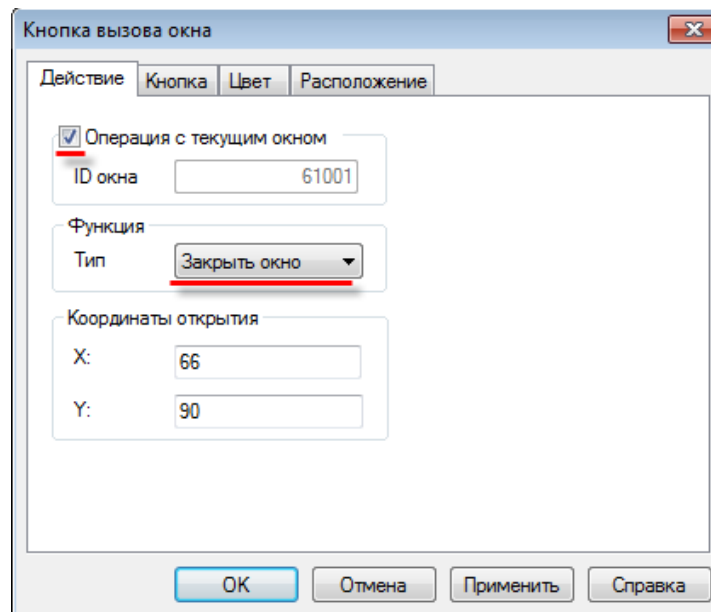 Кнопка вызова окна
Действие Кнопка Цвет Расположение
Операция с текущим окном
ID окна 61001
Функция
Тип Закрыть окно
Координаты открытия
X: 66
Y: 90
OK Отмена Применить Справка